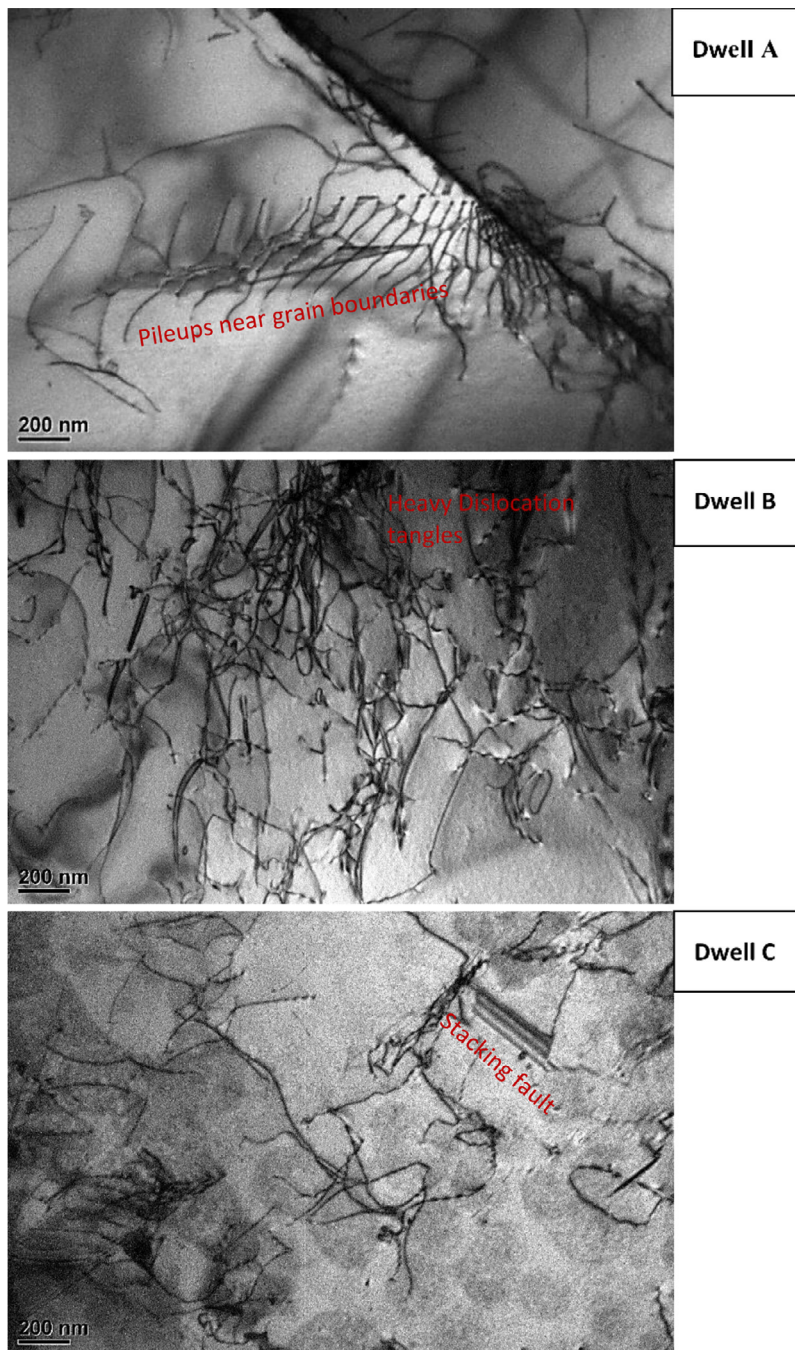 Dwell A
Pileups near grain boundaries
200 nm
Dwell B
Heavy Dislocation
tangles
200 nm
Dwell C
Stacking fault
200 nm